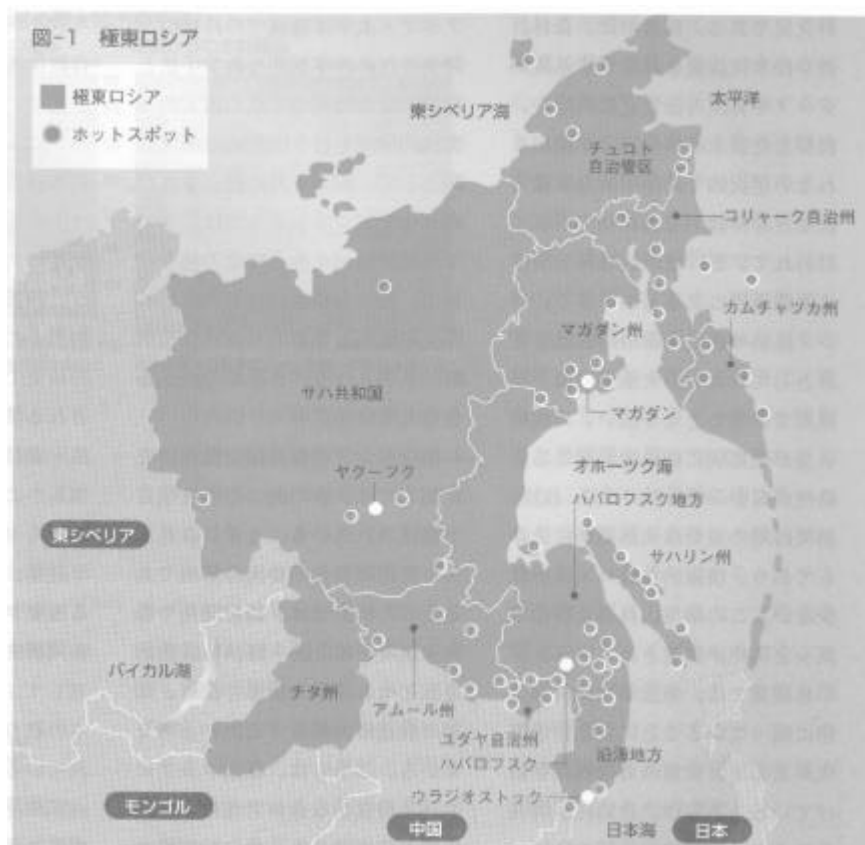 図-1 極東ロシア
極東ロシア
ホットスポット
東シベリア海
太平洋
チュコト
自治管区
コリャーク自治州
カムチャツカ州
マガダン州
サハ共和国
マガダン
ヤクーツク
オホーツク海
ハバロフスク地方
東シベリア
サハリン州
バイカル湖
チタ州
アムール州
ユダヤ自治州
ハバロフスク
沿海地方
ウラジオストック
モンゴル
中国
日本海
日本